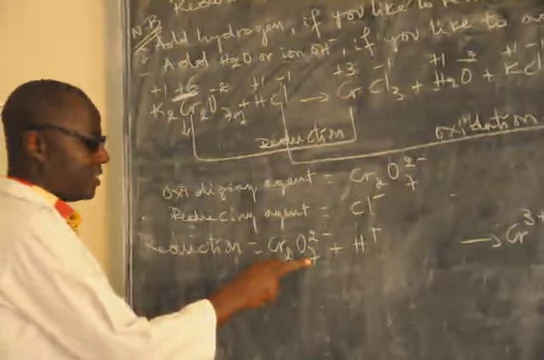 N.B
Add hydrogen, if you like to
Add H₂O or ion OH⁻, if you like to
+1 +6 -2 +1 -1 +3 -1 +1 -2 +1 -1
K₂Cr₂O₇ + HCl → CrCl₃ + H₂O + KCl
Reduction oxidation
oxidizing agent = Cr₂O₇²⁻
Reducing agent = Cl⁻
Reduction = Cr₂O₇²⁻ + H⁺ → Cr³⁺